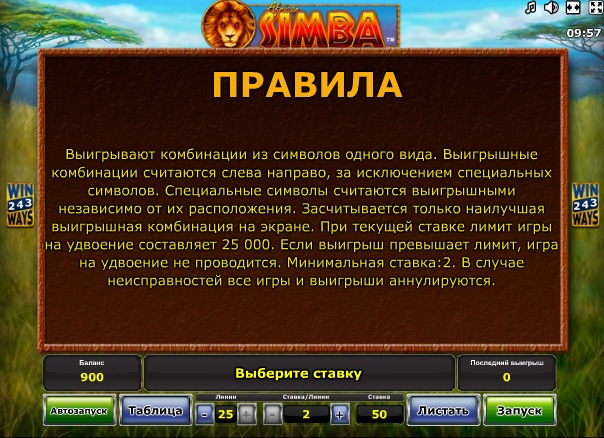 African
SIMBA™
09:57
ПРАВИЛА
Выигрывают комбинации из символов одного вида. Выигрышные
комбинации считаются слева направо, за исключением специальных
символов. Специальные символы считаются выигрышными
независимо от их расположения. Засчитывается только наилучшая
выигрышная комбинация на экране. При текущей ставке лимит игры
на удвоение составляет 25 000. Если выигрыш превышает лимит, игра
на удвоение не проводится. Минимальная ставка:2. В случае
неисправностей все игры и выигрыши аннулируются.
WIN
243
WAYS
WIN
243
WAYS
Баланс
900
Выберите ставку
Последний выигрыш
0
Автозапуск
Таблица
Линии
- 25 +
Ставка/Линии
- 2 +
Ставка
50
Листать
Запуск